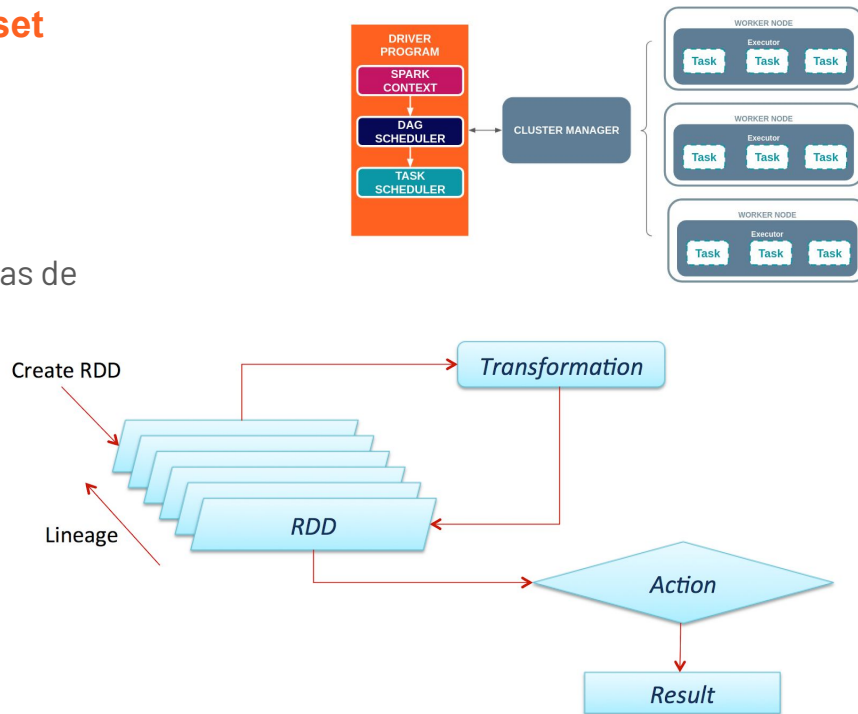 set
DRIVER
PROGRAM
SPARK
CONTEXT
DAG
SCHEDULER
TASK
SCHEDULER
CLUSTER MANAGER
WORKER NODE
Executor
Task Task Task
WORKER NODE
Executor
Task Task Task
WORKER NODE
Executor
Task Task Task
as de
Create RDD
Transformation
Lineage
RDD
Action
Result